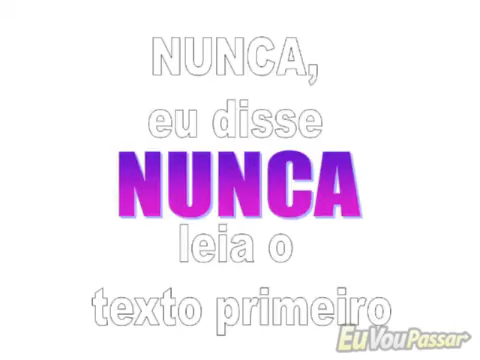 NUNCA,
eu disse
NUNCA
leia o
texto primeiro
EuVouPassar